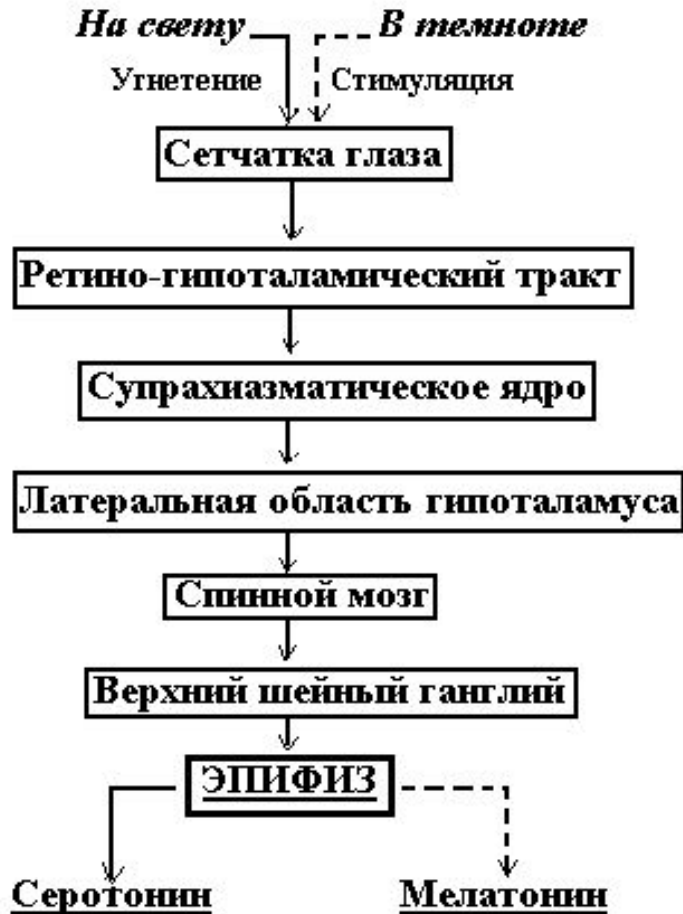 На свету В темноте
Угнетение Стимуляция
Сетчатка глаза
Ретино-гипоталамический тракт
Супрахиазматическое ядро
Латеральная область гипоталамуса
Спинной мозг
Верхний шейный ганглий
ЭПИФИЗ
Серотонин Мелатонин